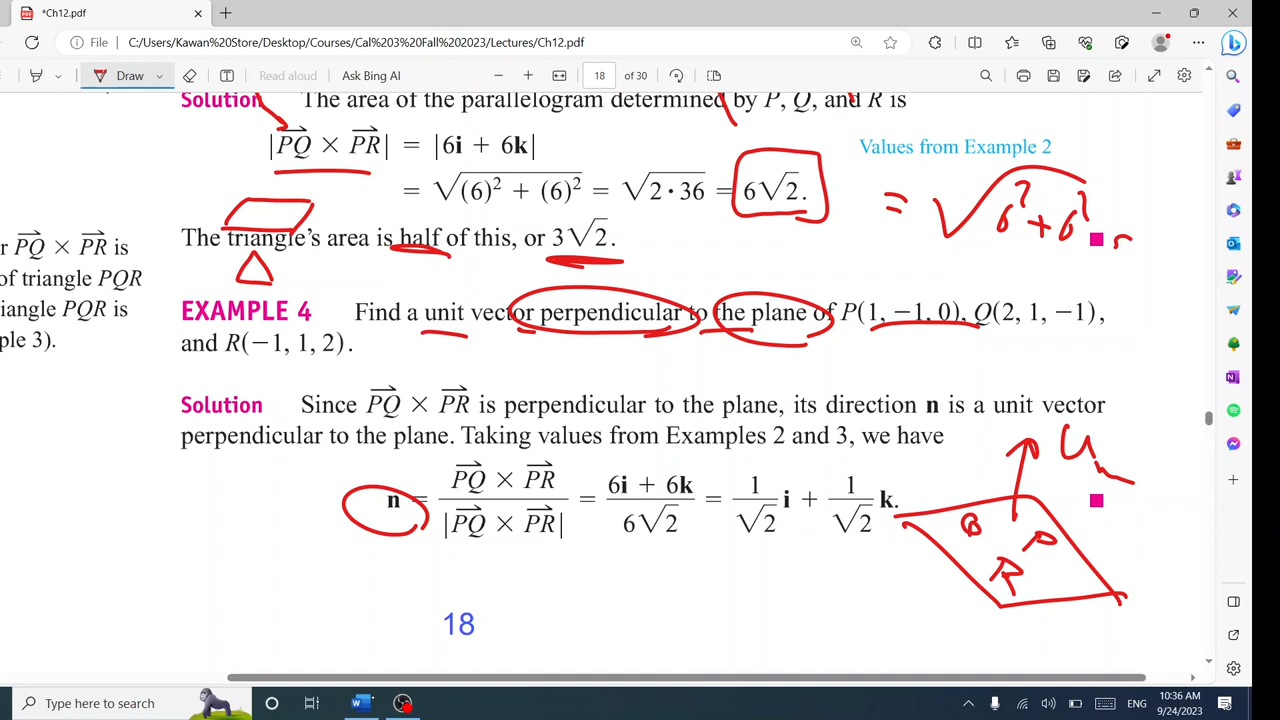 *Ch12.pdf
File C:/Users/Kawan%20Store/Desktop/Courses/Cal%203%20Fall%202023/Lectures/Ch12.pdf
Draw Read aloud Ask Bing AI 18 of 30
Solution The area of the parallelogram determined by P, Q, and R is
|PQ × PR| = |6i + 6k|
Values from Example 2
= √(6)² + (6)² = √2·36 = 6√2.
= √6² + 6²
The triangle's area is half of this, or 3√2.
or PQ × PR is
of triangle PQR
iangle PQR is
ple 3).
EXAMPLE 4 Find a unit vector perpendicular to the plane of P(1, −1, 0), Q(2, 1, −1),
and R(−1, 1, 2).
Solution Since PQ × PR is perpendicular to the plane, its direction n is a unit vector
perpendicular to the plane. Taking values from Examples 2 and 3, we have
n = PQ × PR / |PQ × PR| = 6i + 6k / 6√2 = 1/√2 i + 1/√2 k.
P
R
18
Type here to search
ENG
10:36 AM
9/24/2023